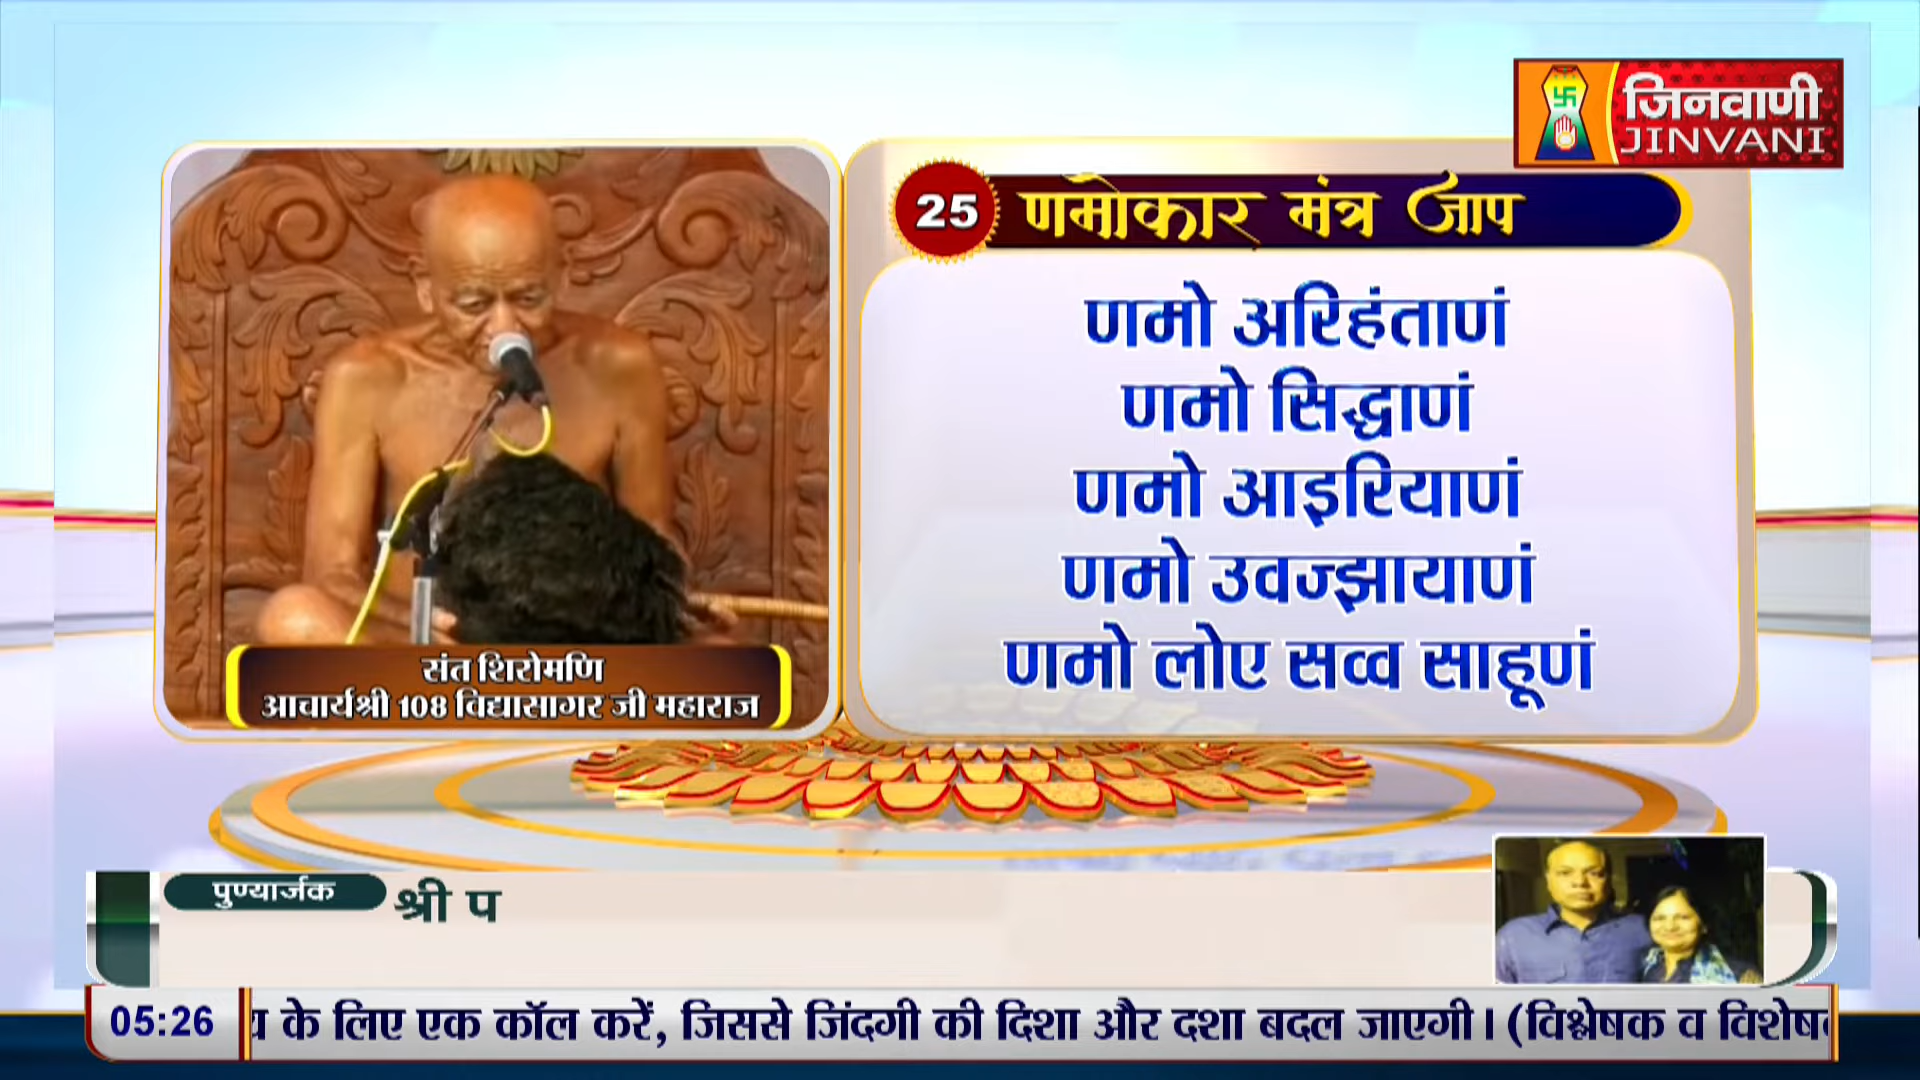 जिनवाणी
JINVANI
25 णमोकार मंत्र जाप
णमो अरिहंताणं
णमो सिद्धाणं
णमो आइरियाणं
णमो उवज्झायाणं
णमो लोए सव्व साहूणं
संत शिरोमणि
आचार्यश्री 108 विद्यासागर जी महाराज
पुण्यार्जक
श्री प
05:26 के लिए एक कॉल करें, जिससे जिंदगी की दिशा और दशा बदल जाएगी। (विश्लेषक व